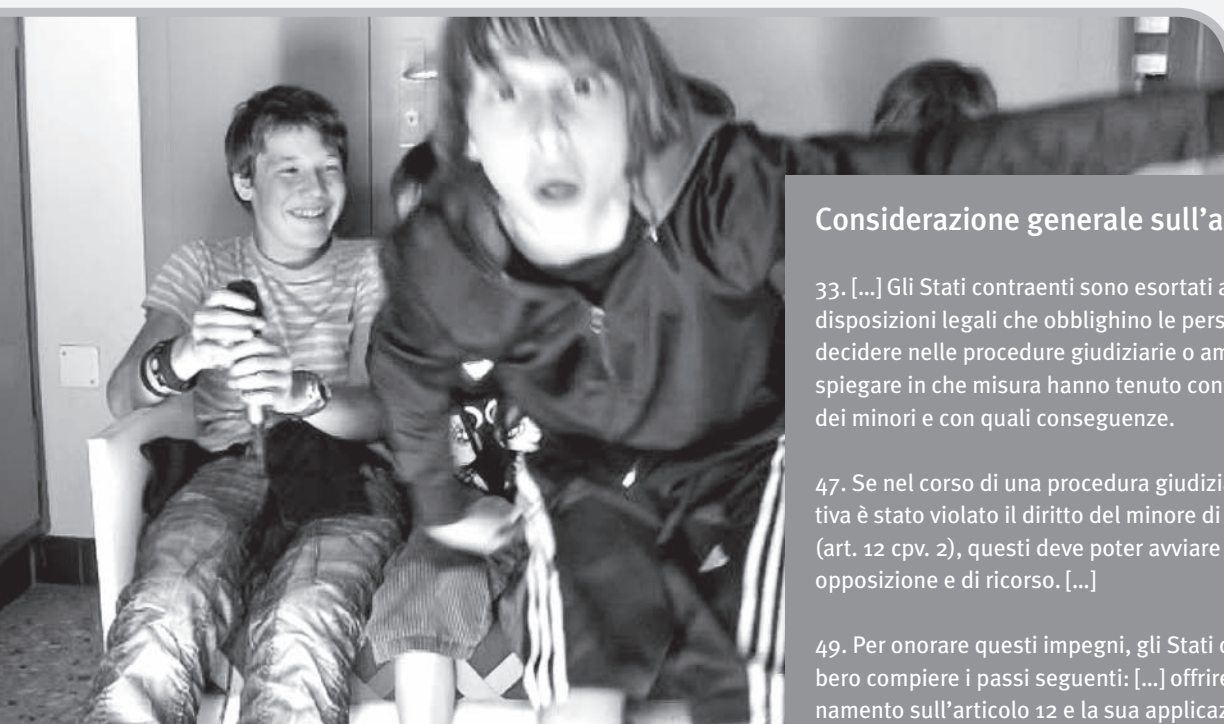 Considerazione generale sull’a
33. […] Gli Stati contraenti sono esortati a
disposizioni legali che obblighino le pers
decidere nelle procedure giudiziarie o am
spiegare in che misura hanno tenuto con
dei minori e con quali conseguenze.
47. Se nel corso di una procedura giudizia
tiva è stato violato il diritto del minore di
(art. 12 cpv. 2), questi deve poter avviare
opposizione e di ricorso. […]
49. Per onorare questi impegni, gli Stati c
bero compiere i passi seguenti: […] offrire
namento sull’articolo 12 e la sua applicaz